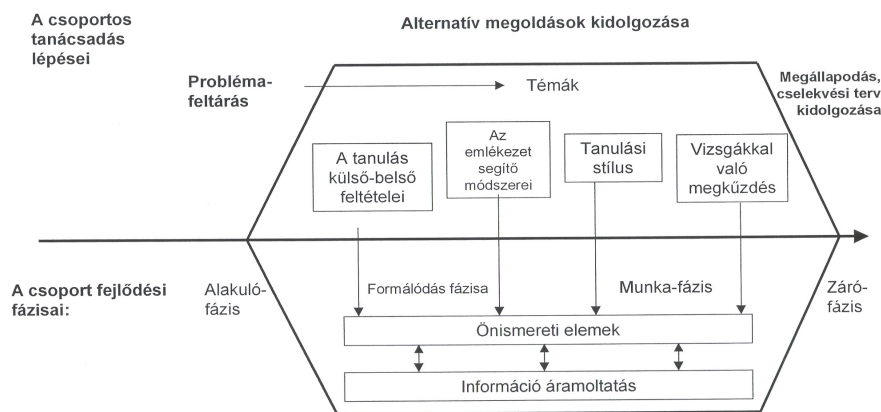 A csoportos
tanácsadás
lépései
Alternatív megoldások kidolgozása
Probléma-
feltárás
Témák
Megállapodás,
cselekvési terv
kidolgozása
A tanulás
külső-belső
feltételei
Az
emlékezet
segítő
módszerei
Tanulási
stílus
Vizsgákkal
való
megkűzdés
A csoport fejlődési
fázisai:
Alakuló-
fázis
Formálódás fázisa
Munka-fázis
Záró-
fázis
Önismereti elemek
Információ áramoltatás